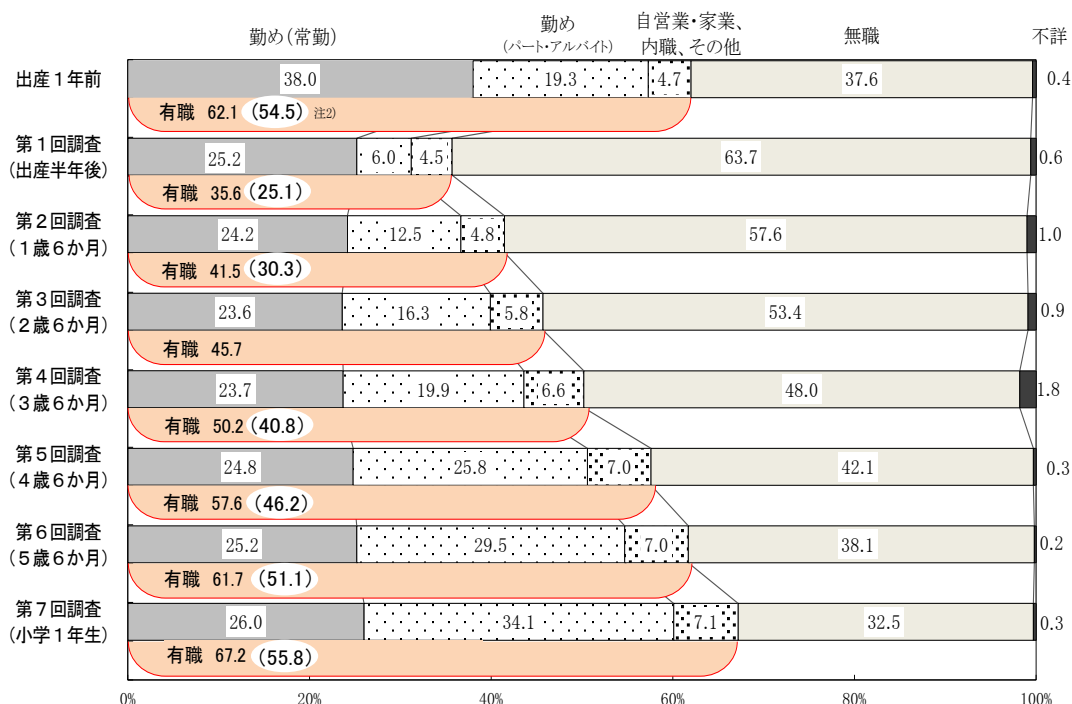 勤め（常勤）
勤め
（パート・アルバイト）
自営業・家業、
内職、その他
無職
不詳
出産１年前
38.0
19.3
4.7
37.6
0.4
有職 62.1 （54.5） 注2)
第１回調査
（出産半年後）
25.2
6.0
4.5
63.7
0.6
有職 35.6 （25.1）
第２回調査
（１歳６か月）
24.2
12.5
4.8
57.6
1.0
有職 41.5 （30.3）
第３回調査
（２歳６か月）
23.6
16.3
5.8
53.4
0.9
有職 45.7
第４回調査
（３歳６か月）
23.7
19.9
6.6
48.0
1.8
有職 50.2 （40.8）
第５回調査
（４歳６か月）
24.8
25.8
7.0
42.1
0.3
有職 57.6 （46.2）
第６回調査
（５歳６か月）
25.2
29.5
7.0
38.1
0.2
有職 61.7 （51.1）
第７回調査
（小学１年生）
26.0
34.1
7.1
32.5
0.3
有職 67.2 （55.8）
0%
20%
40%
60%
80%
100%